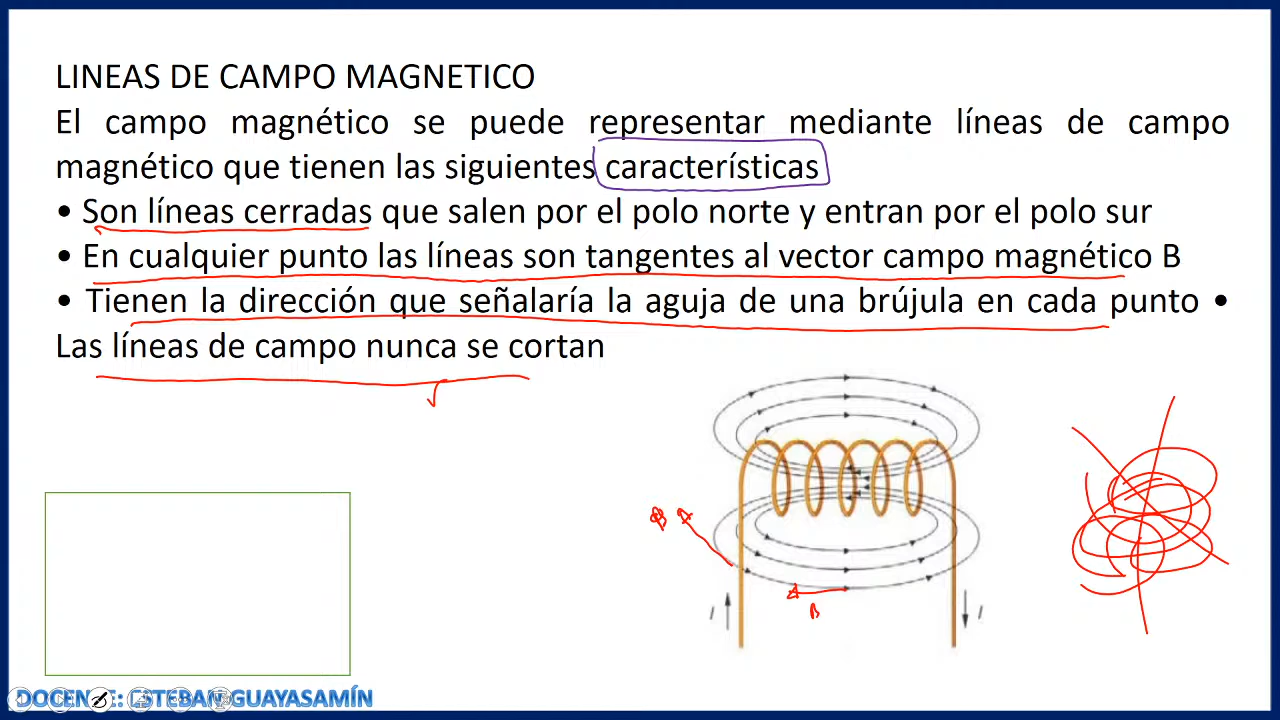 LINEAS DE CAMPO MAGNETICO
El campo magnético se puede representar mediante líneas de campo
magnético que tienen las siguientes características
• Son líneas cerradas que salen por el polo norte y entran por el polo sur
• En cualquier punto las líneas son tangentes al vector campo magnético B
• Tienen la dirección que señalaría la aguja de una brújula en cada punto •
Las líneas de campo nunca se cortan
B
B
I
I
DOCENTE: ESTEBAN GUAYASAMÍN